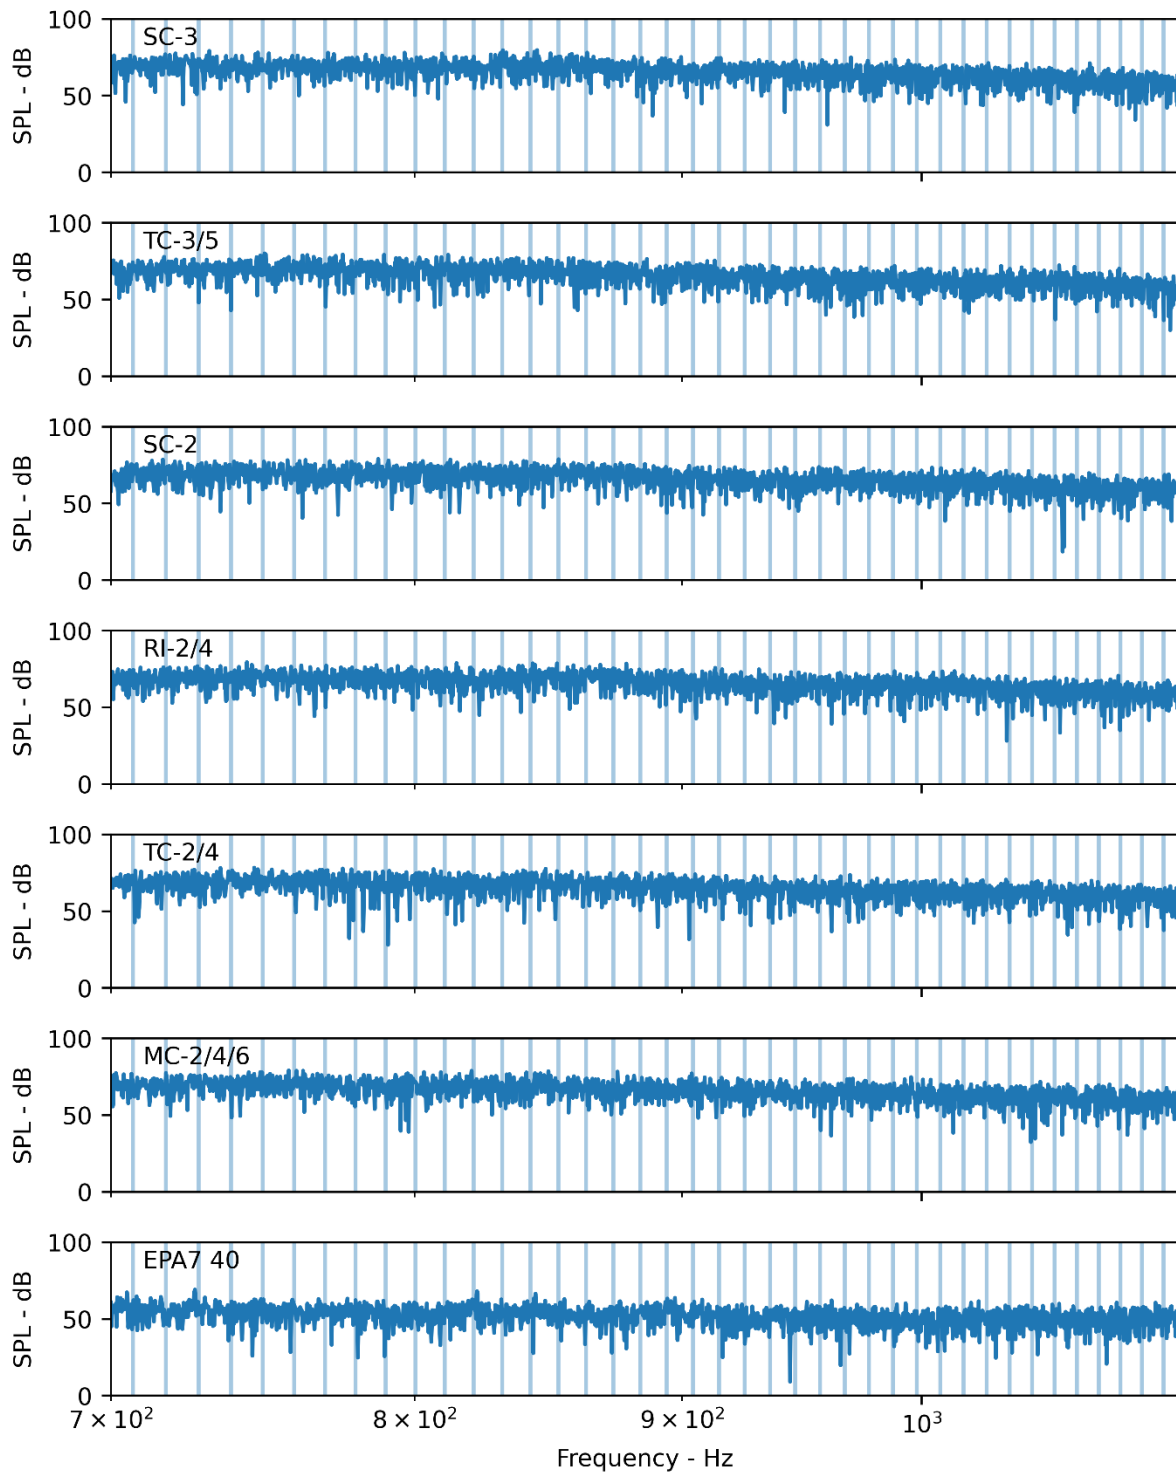 100
SC-3
SPL - dB
50
0
100
TC-3/5
SPL - dB
50
0
100
SC-2
SPL - dB
50
0
100
RI-2/4
SPL - dB
50
0
100
TC-2/4
SPL - dB
50
0
100
MC-2/4/6
SPL - dB
50
0
100
EPA7 40
SPL - dB
50
0
7 × 10² 8 × 10² 9 × 10² 10³
Frequency - Hz